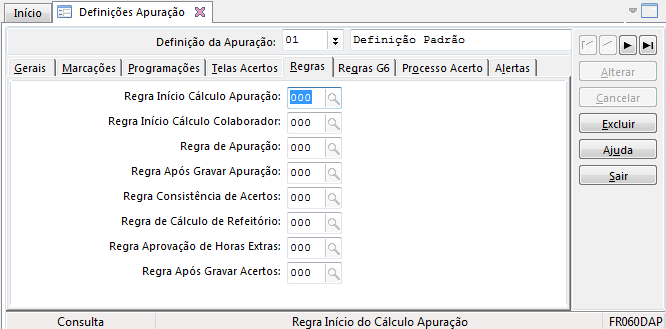 Início Definições Apuração
Definição da Apuração: 01 Definição Padrão
Gerais Marcações Programações Telas Acertos Regras Regras G6 Processo Acerto Alertas
Regra Início Cálculo Apuração: 000
Regra Início Cálculo Colaborador: 000
Regra de Apuração: 000
Regra Após Gravar Apuração: 000
Regra Consistência de Acertos: 000
Regra de Cálculo de Refeitório: 000
Regra Aprovação de Horas Extras: 000
Regra Após Gravar Acertos: 000
Alterar
Cancelar
Excluir
Ajuda
Sair
Consulta Regra Início do Cálculo Apuração FR060DAP